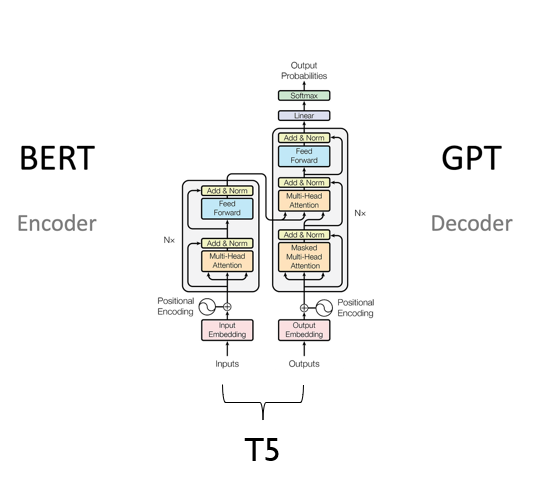 BERT
Encoder
Output
Probabilities
Softmax
Linear
Add & Norm
Feed
Forward
Add & Norm
Multi-Head
Attention
Add & Norm
Masked
Multi-Head
Attention
N×
Add & Norm
Feed
Forward
Add & Norm
Multi-Head
Attention
N×
Positional
Encoding
Positional
Encoding
Input
Embedding
Output
Embedding
Inputs
Outputs
GPT
Decoder
T5